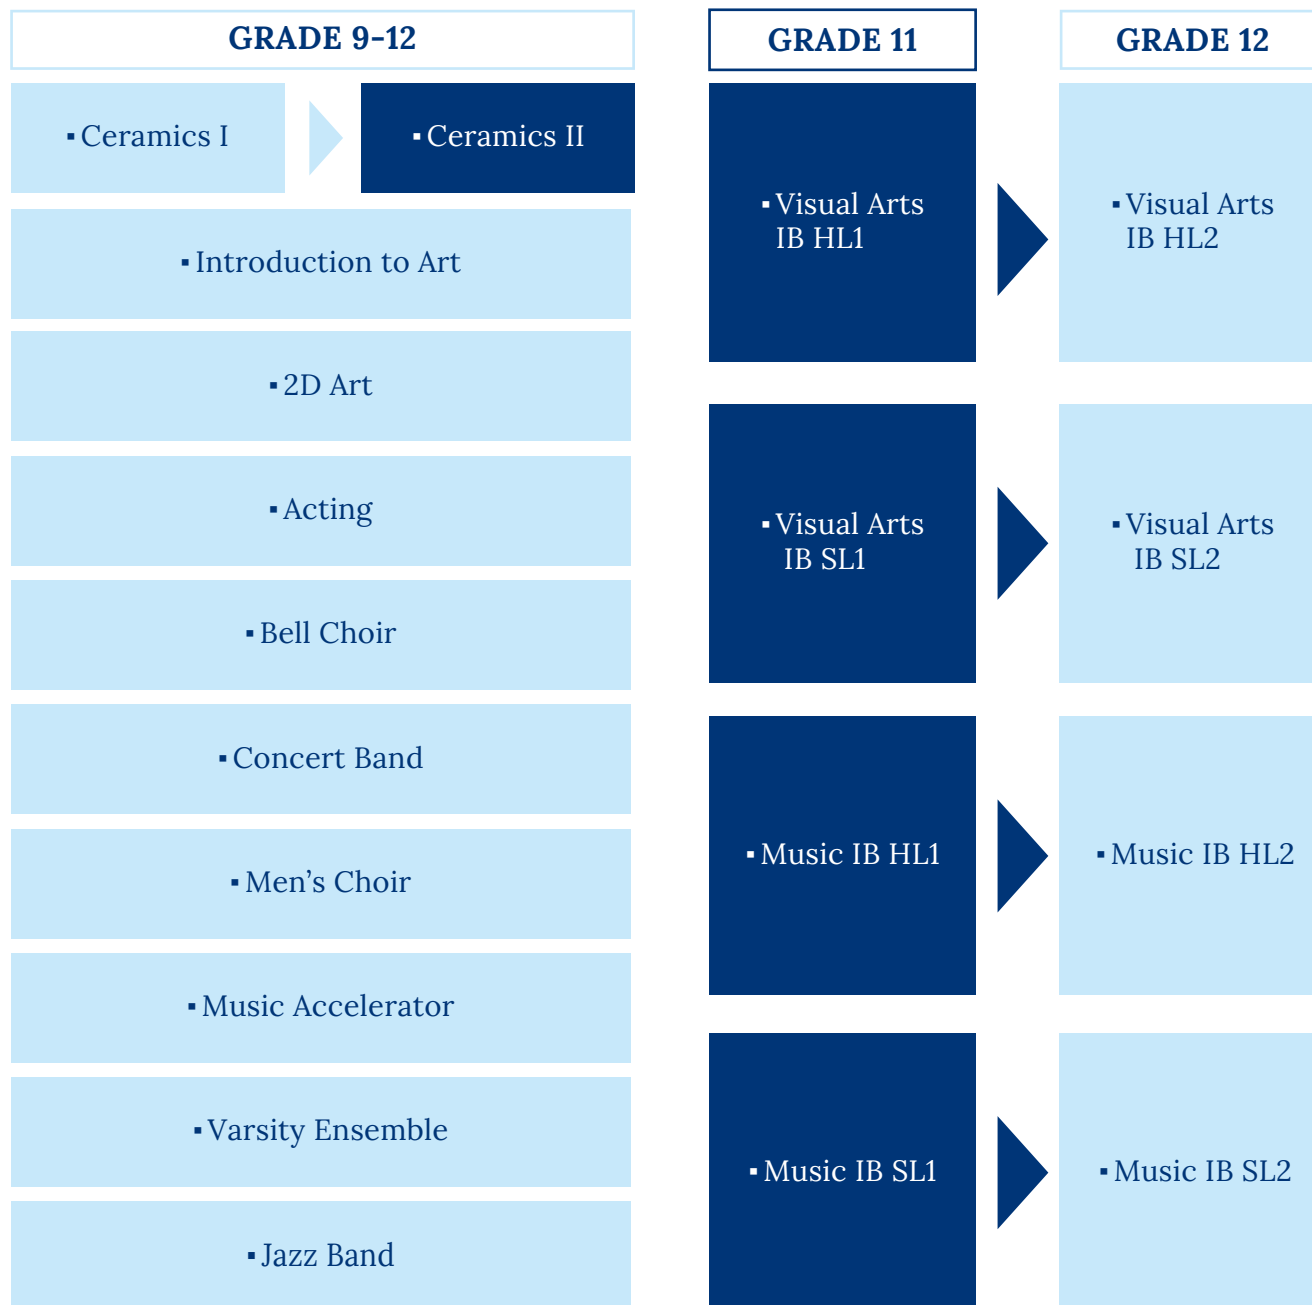 GRADE 9-12
▪ Ceramics I
▪ Ceramics II
▪ Introduction to Art
▪ 2D Art
▪ Acting
▪ Bell Choir
▪ Concert Band
▪ Men’s Choir
▪ Music Accelerator
▪ Varsity Ensemble
▪ Jazz Band
GRADE 11
▪ Visual Arts
IB HL1
▪ Visual Arts
IB SL1
▪ Music IB HL1
▪ Music IB SL1
GRADE 12
▪ Visual Arts
IB HL2
▪ Visual Arts
IB SL2
▪ Music IB HL2
▪ Music IB SL2